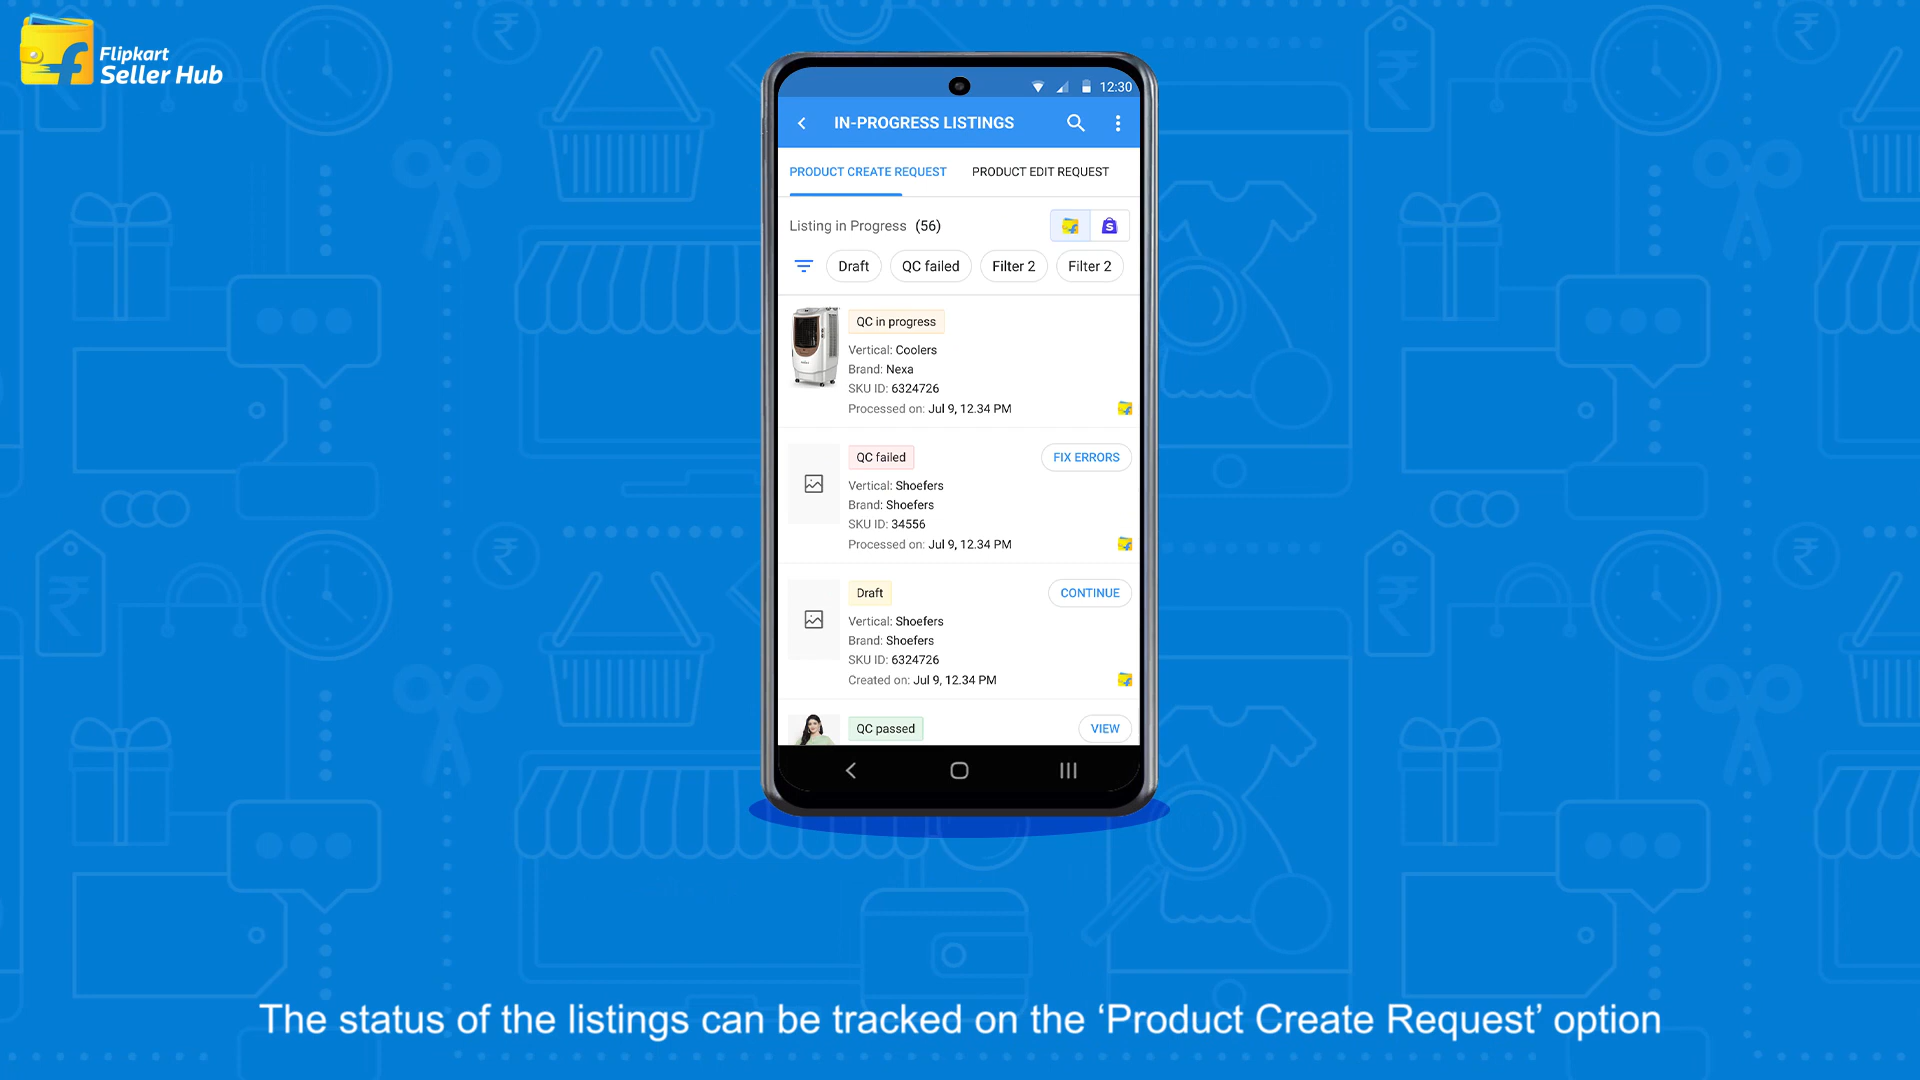 Flipkart
Seller Hub
12:30
IN-PROGRESS LISTINGS
PRODUCT CREATE REQUEST PRODUCT EDIT REQUEST
Listing in Progress (56)
Draft QC failed Filter 2 Filter 2
QC in progress
Vertical: Coolers
Brand: Nexa
SKU ID: 6324726
Processed on: Jul 9, 12.34 PM
QC failed FIX ERRORS
Vertical: Shoefers
Brand: Shoefers
SKU ID: 34556
Processed on: Jul 9, 12.34 PM
Draft CONTINUE
Vertical: Shoefers
Brand: Shoefers
SKU ID: 6324726
Created on: Jul 9, 12.34 PM
QC passed VIEW
The status of the listings can be tracked on the ‘Product Create Request’ option